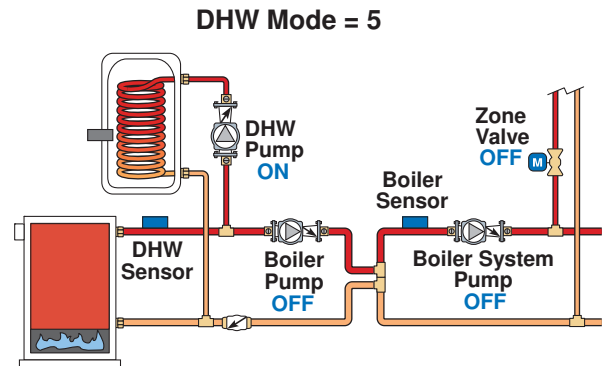 DHW Mode = 5
DHW
Pump
ON
Zone
Valve
OFF
M
Boiler
Sensor
DHW
Sensor
Boiler
Pump
OFF
Boiler System
Pump
OFF